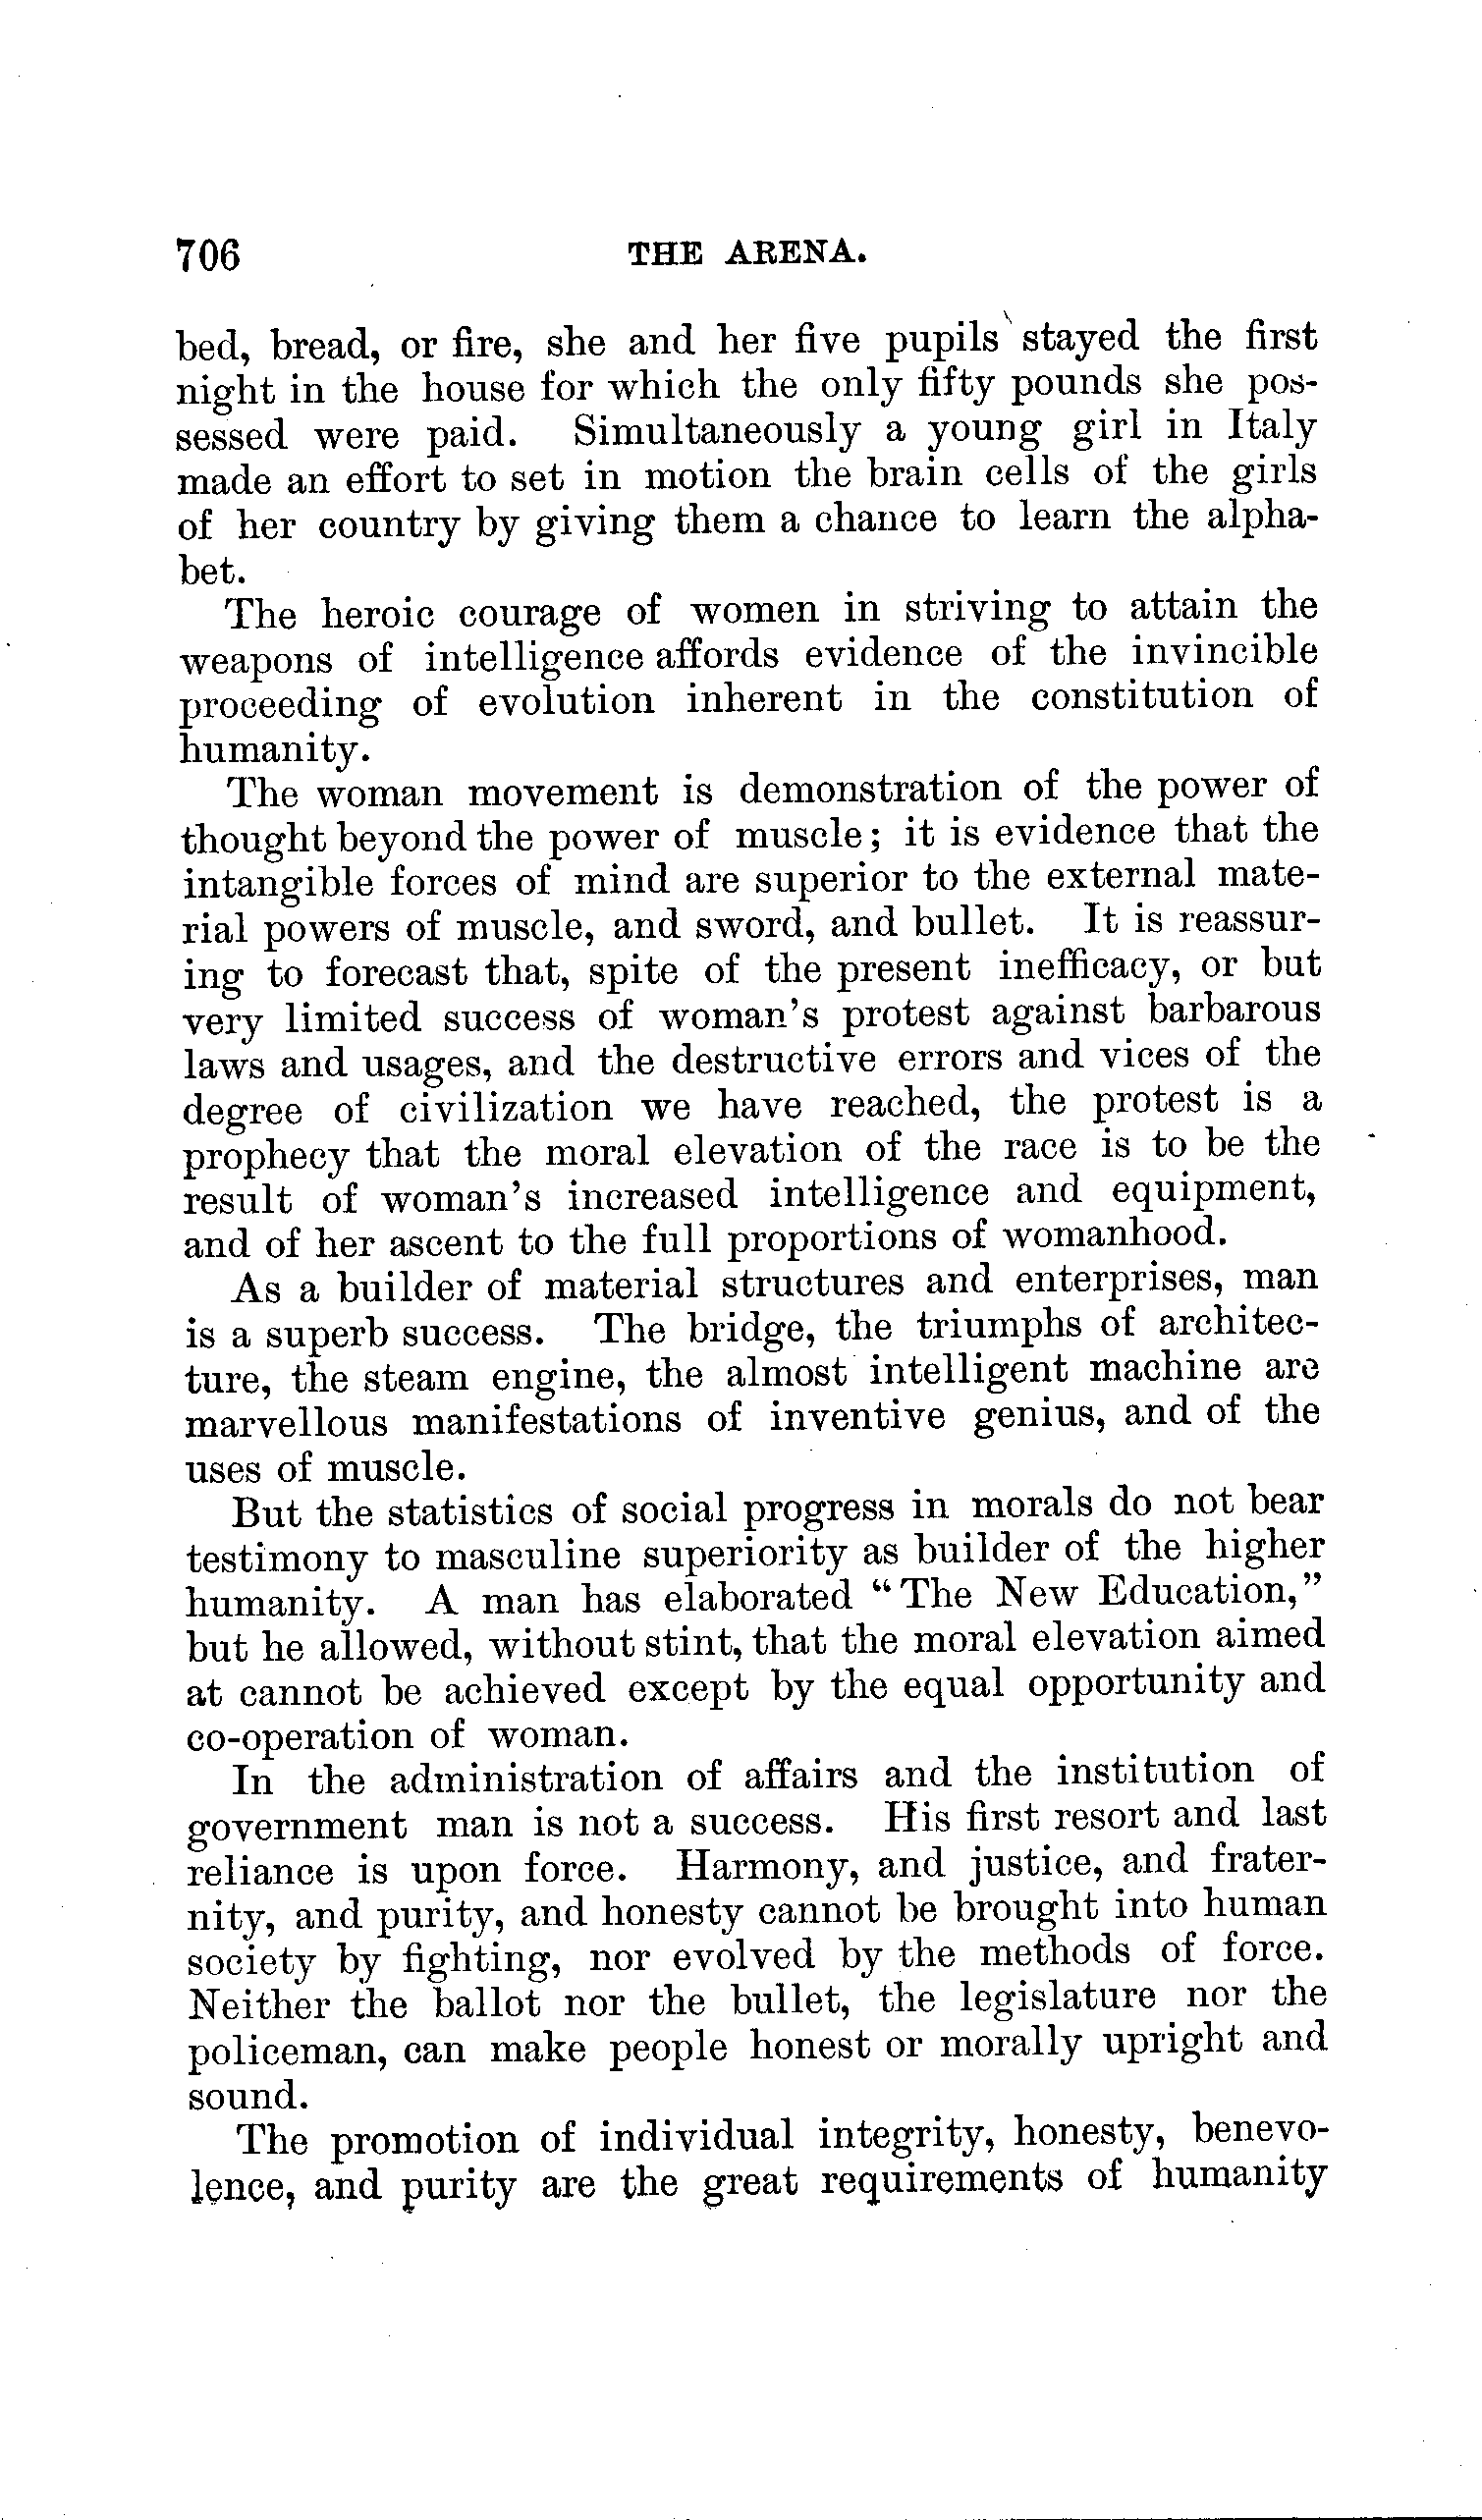 706 THE ARENA.
bed, bread, or fire, she and her five pupils stayed the first
night in the house for which the only fifty pounds she pos-
sessed were paid. Simultaneously a young girl in Italy
made an effort to set in motion the brain cells of the girls
of her country by giving them a chance to learn the alpha-
bet.
The heroic courage of women in striving to attain the
weapons of intelligence affords evidence of the invincible
proceeding of evolution inherent in the constitution of
humanity.
The woman movement is demonstration of the power of
thought beyond the power of muscle; it is evidence that the
intangible forces of mind are superior to the external mate-
rial powers of muscle, and sword, and bullet. It is reassur-
ing to forecast that, spite of the present inefficacy, or but
very limited success of woman's protest against barbarous
laws and usages, and the destructive errors and vices of the
degree of civilization we have reached, the protest is a
prophecy that the moral elevation of the race is to be the
result of woman's increased intelligence and equipment,
and of her ascent to the full proportions of womanhood.
As a builder of material structures and enterprises, man
is a superb success. The bridge, the triumphs of architec-
ture, the steam engine, the almost intelligent machine are
marvellous manifestations of inventive genius, and of the
uses of muscle.
But the statistics of social progress in morals do not bear
testimony to masculine superiority as builder of the higher
humanity. A man has elaborated "The New Education,"
but he allowed, without stint, that the moral elevation aimed
at cannot be achieved except by the equal opportunity and
co-operation of woman.
In the administration of affairs and the institution of
government man is not a success. His first resort and last
reliance is upon force. Harmony, and justice, and frater-
nity, and purity, and honesty cannot be brought into human
society by fighting, nor evolved by the methods of force.
Neither the ballot nor the bullet, the legislature nor the
policeman, can make people honest or morally upright and
sound.
The promotion of individual integrity, honesty, benevo-
lence, and purity are the great requirements of humanity